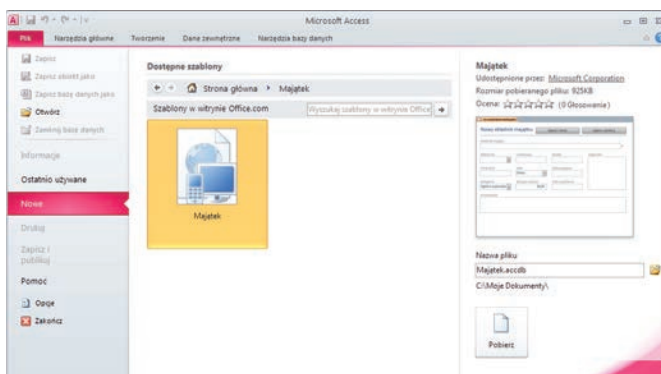 Microsoft Access
Plik Narzędzia główne Tworzenie Dane zewnętrzne Narzędzia bazy danych
Zapisz
Zapisz obiekt jako
Zapisz bazę danych jako
Otwórz
Zamknij bazę danych
Informacje
Ostatnio używane
Nowe
Drukuj
Zapisz i
publikuj
Pomoc
Opcje
Zakończ
Dostępne szablony
Strona główna Majątek
Szablony w witrynie Office.com Wyszukaj szablony w witrynie Office
Majątek
Majątek
Udostępnione przez: Microsoft Corporation
Rozmiar pobieranego pliku: 925KB
Ocena: (0 Głosowanie)
Nowy składnik majątku
Nazwa pliku
Majątek.accdb
C:\Moje Dokumenty\
Pobierz